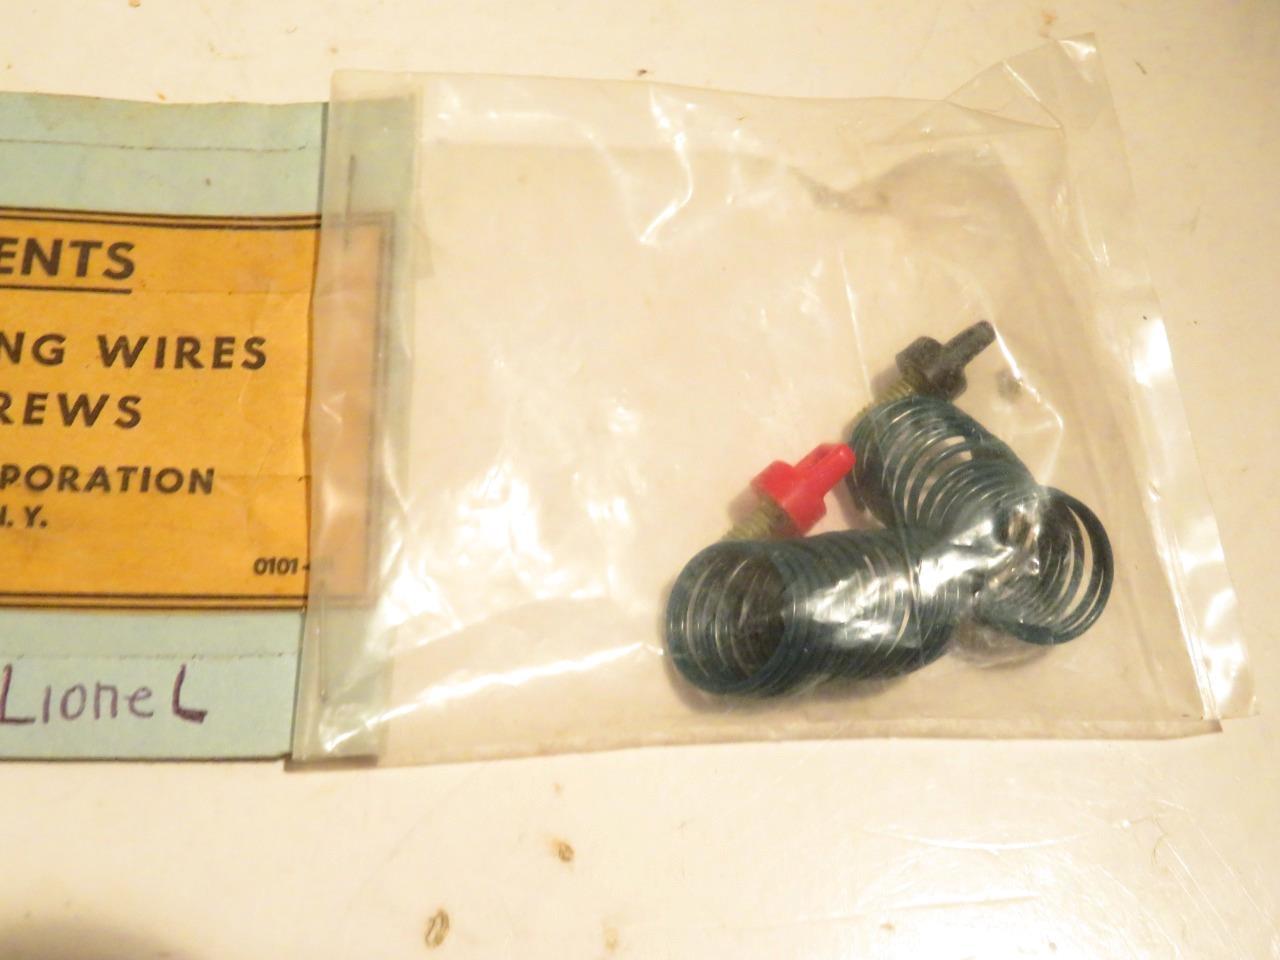 ENTS
NG WIRES
REWS
PORATION
. Y.
0101-
LioneL